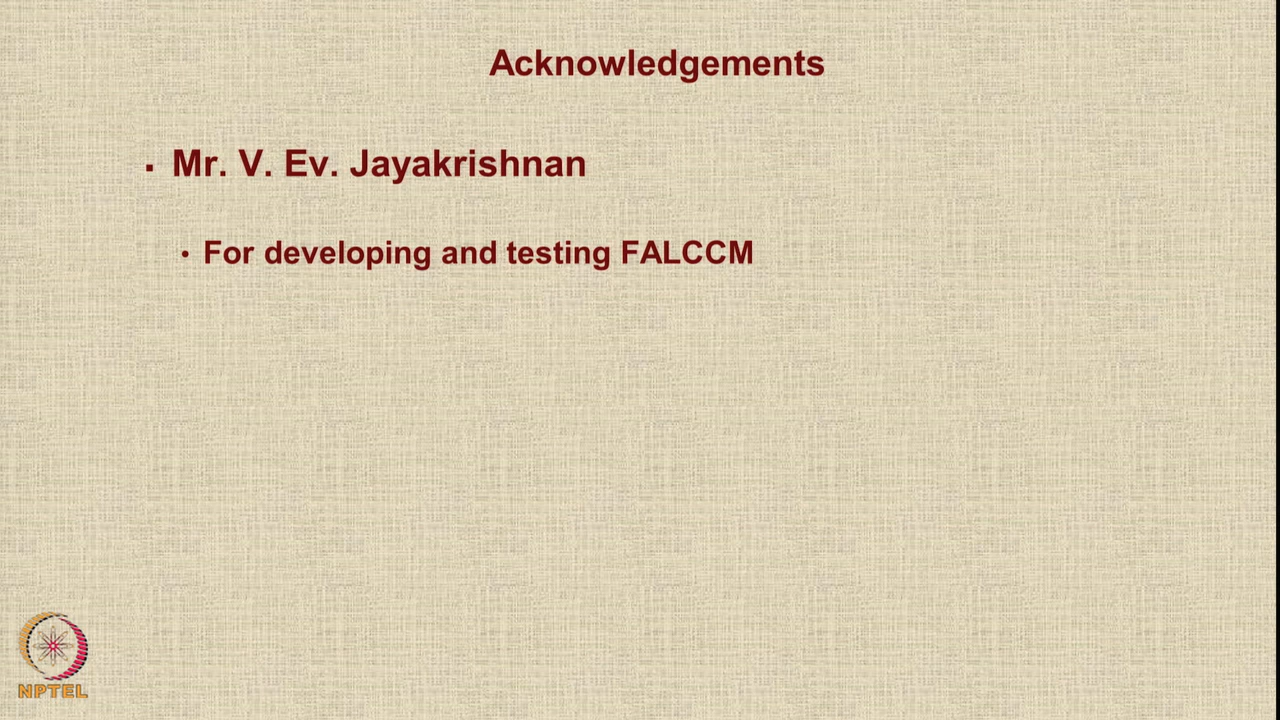 Acknowledgements
▪ Mr. V. Ev. Jayakrishnan
• For developing and testing FALCCM
NPTEL